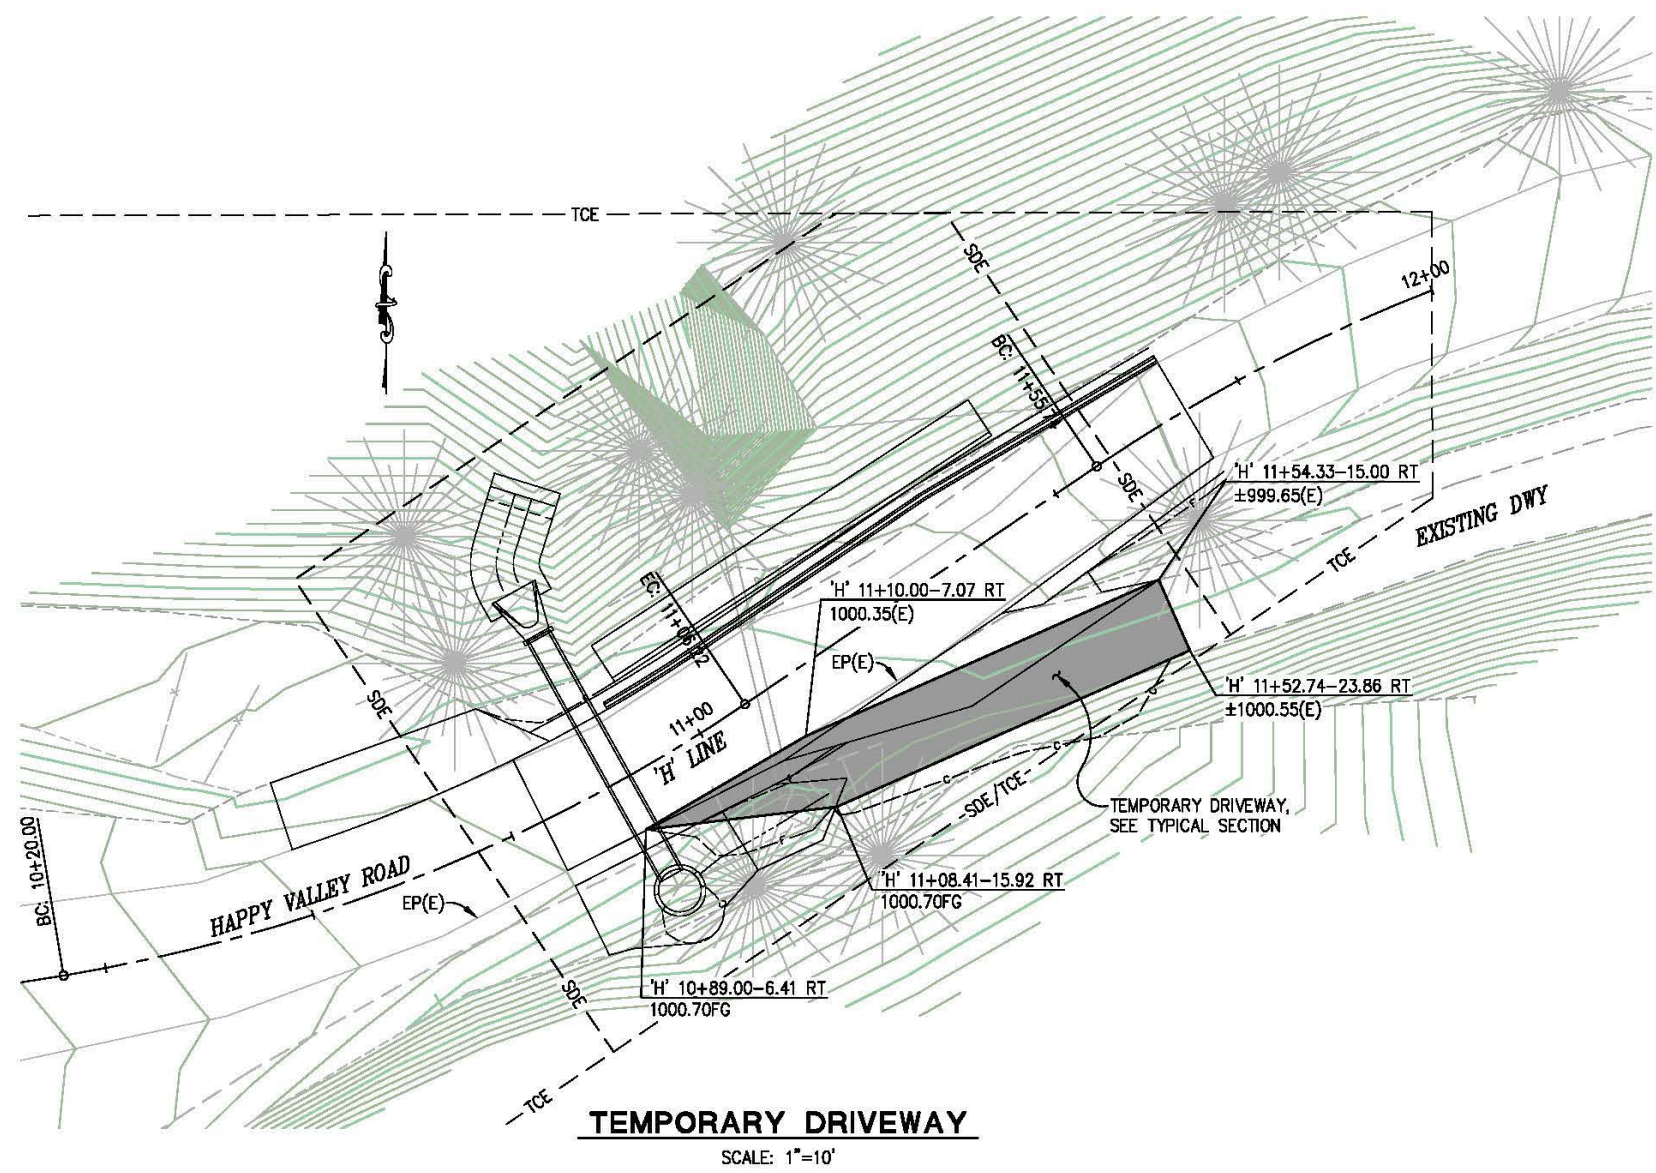 TCE
SDE
12+00
BC: 11+55.
'H' 11+54.33-15.00 RT
±999.65(E)
SDE
EXISTING DWY
TCE
EC: 11+06.32
'H' 11+10.00-7.07 RT
1000.35(E)
EP(E)
'H' 11+52.74-23.86 RT
±1000.55(E)
SDE
11+00
'H' LINE
SDE/TCE
TEMPORARY DRIVEWAY,
SEE TYPICAL SECTION
BC: 10+20.00
HAPPY VALLEY ROAD
EP(E)
'H' 11+08.41-15.92 RT
1000.70FG
SDE
'H' 10+89.00-6.41 RT
1000.70FG
TCE
TEMPORARY DRIVEWAY
SCALE: 1"=10'